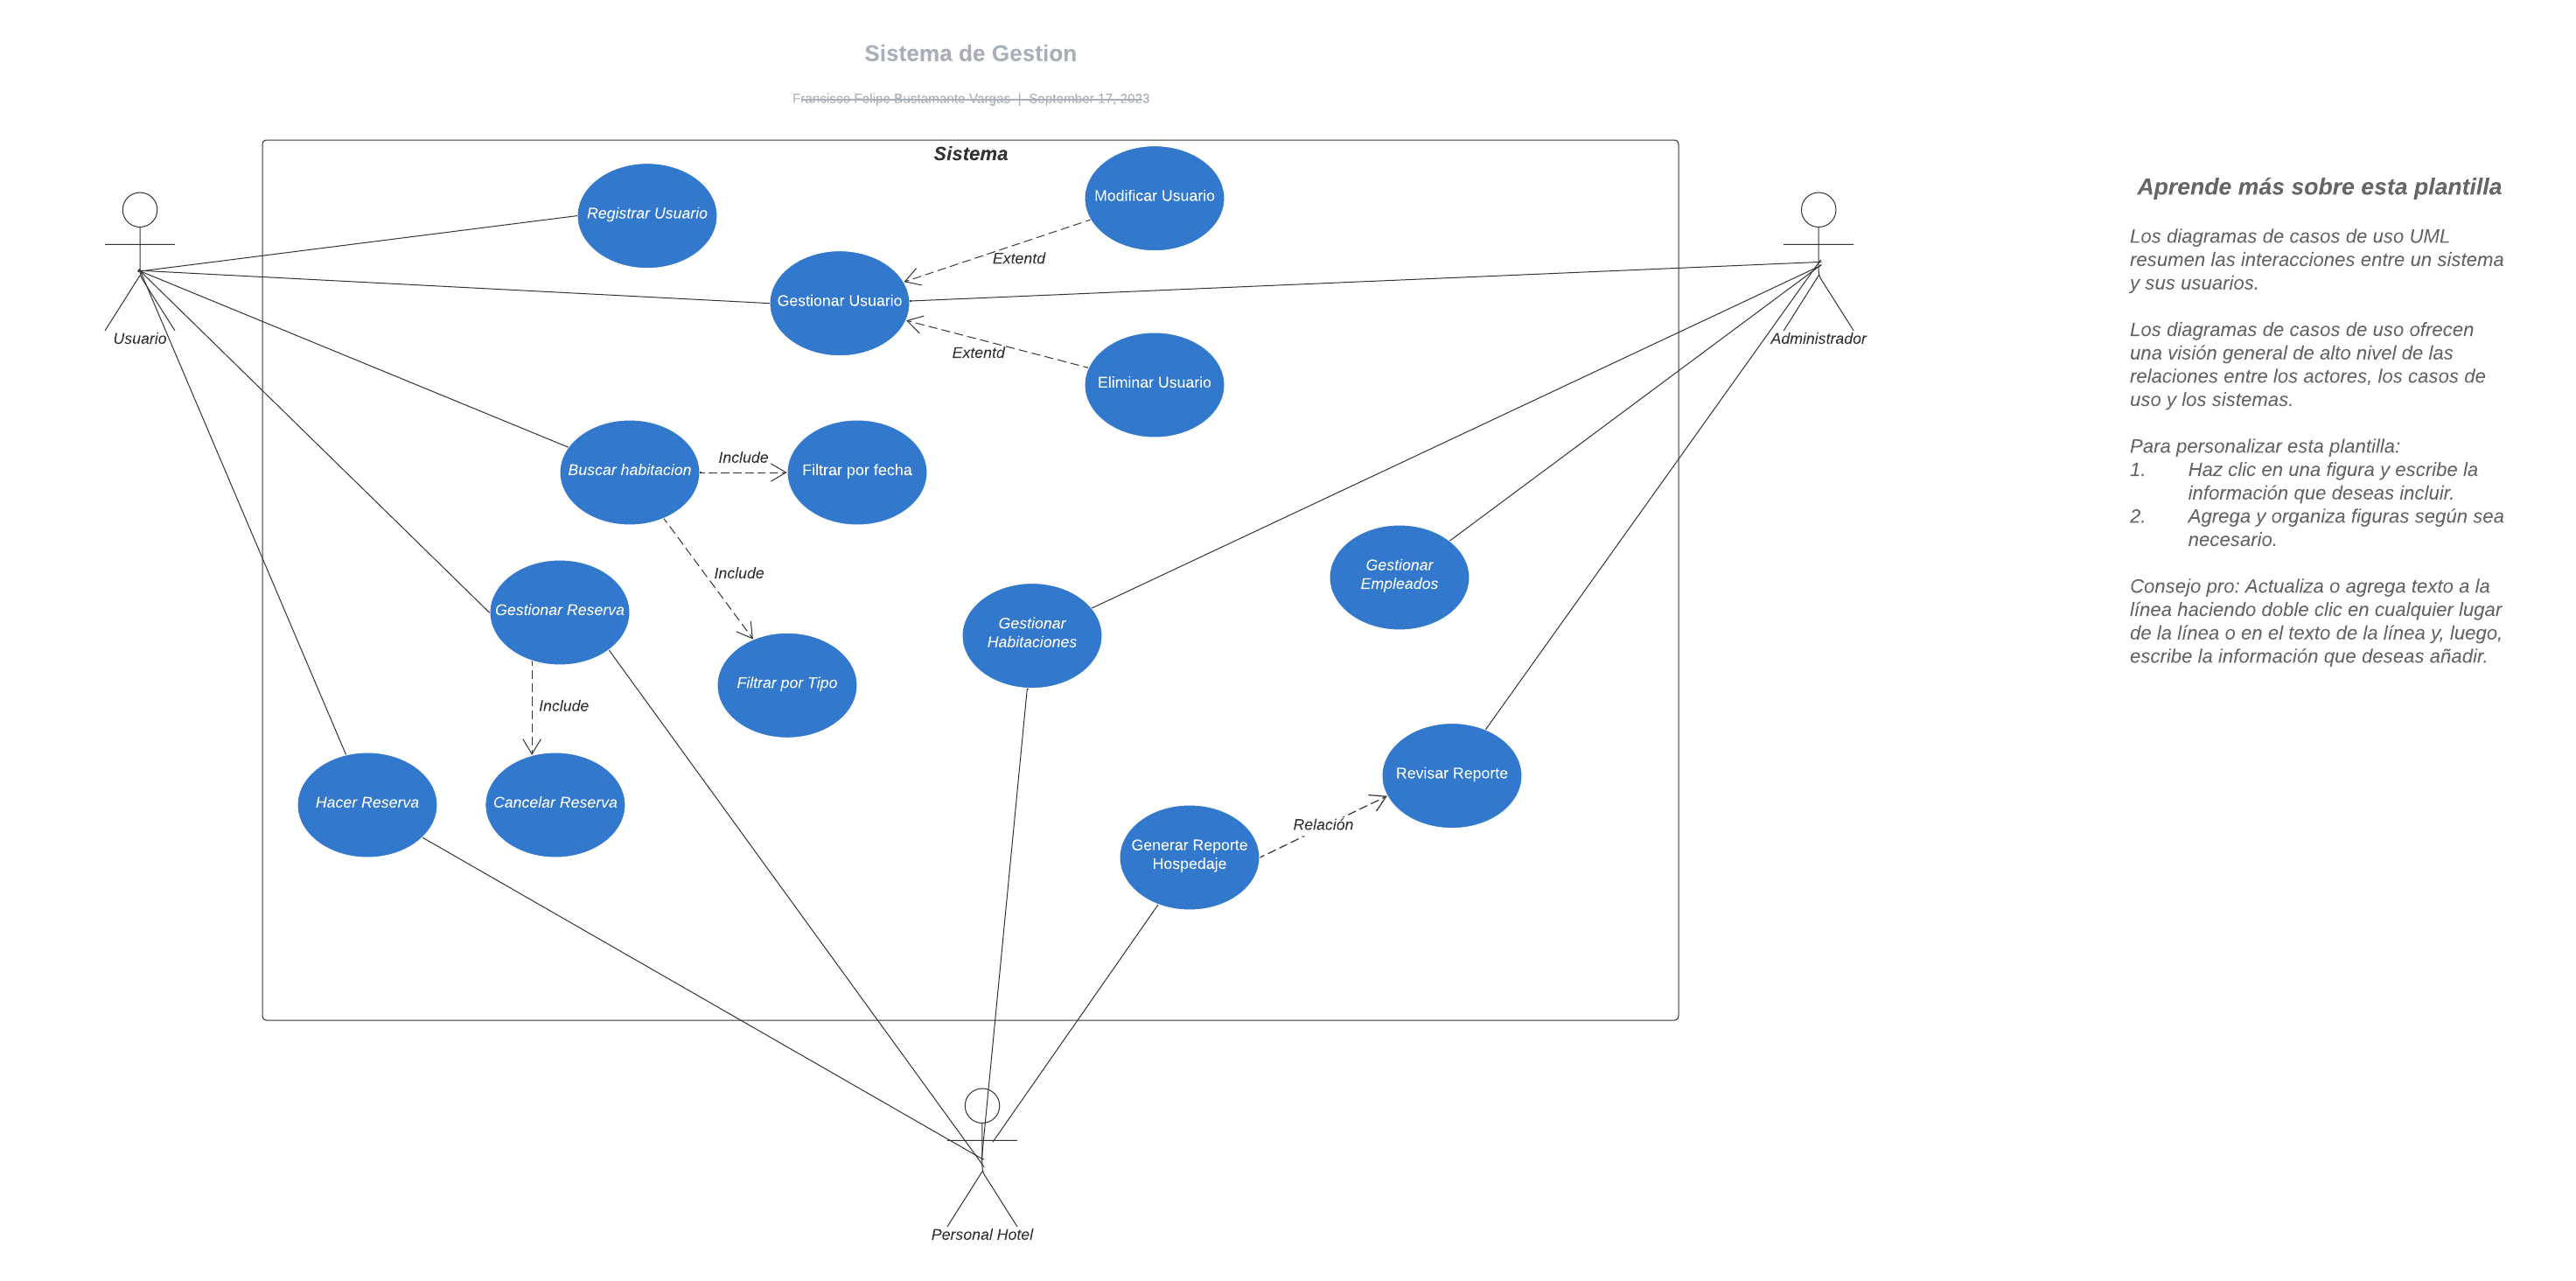 Sistema de Gestion
Francisco Felipe Bustamante Vargas | September 17, 2023
Sistema
Registrar Usuario
Modificar Usuario
Extentd
Gestionar Usuario
Extentd
Eliminar Usuario
Usuario
Administrador
Buscar habitacion
Include
Filtrar por fecha
Include
Gestionar Reserva
Filtrar por Tipo
Include
Gestionar
Habitaciones
Gestionar
Empleados
Hacer Reserva
Cancelar Reserva
Revisar Reporte
Relación
Generar Reporte
Hospedaje
Personal Hotel
Aprende más sobre esta plantilla
Los diagramas de casos de uso UML
resumen las interacciones entre un sistema
y sus usuarios.
Los diagramas de casos de uso ofrecen
una visión general de alto nivel de las
relaciones entre los actores, los casos de
uso y los sistemas.
Para personalizar esta plantilla:
1. Haz clic en una figura y escribe la
información que deseas incluir.
2. Agrega y organiza figuras según sea
necesario.
Consejo pro: Actualiza o agrega texto a la
línea haciendo doble clic en cualquier lugar
de la línea o en el texto de la línea y, luego,
escribe la información que deseas añadir.